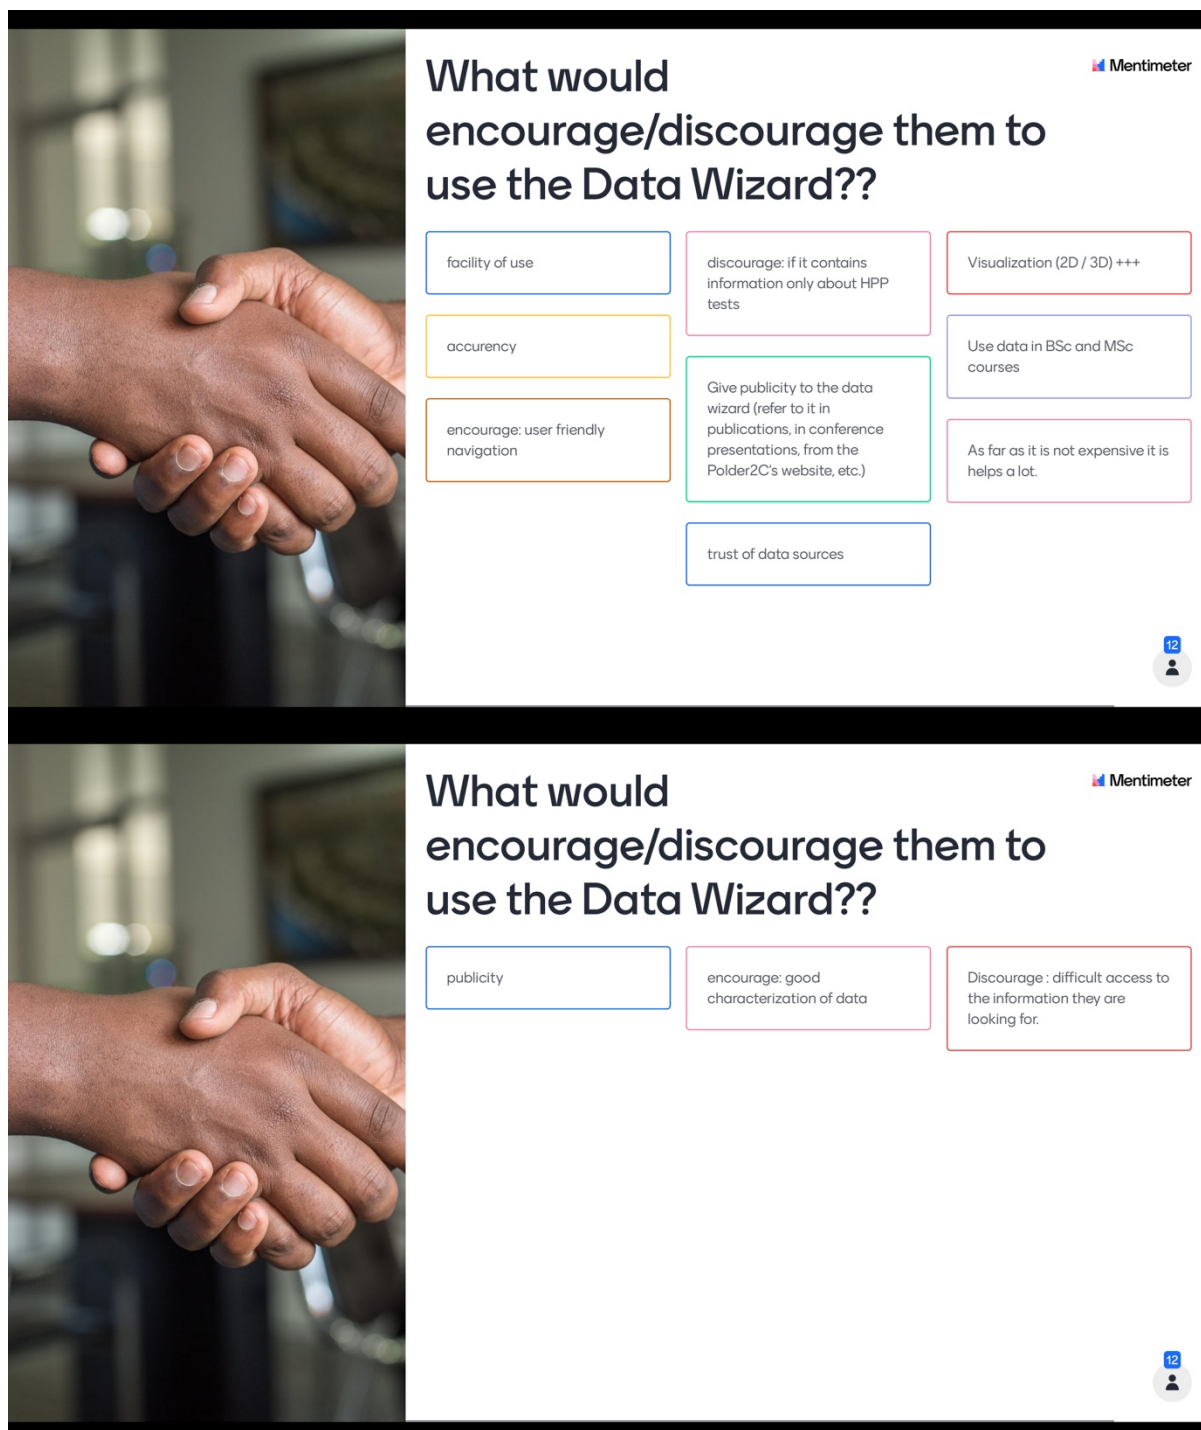 What would
encourage/discourage them to
use the Data Wizard??
Mentimeter
facility of use
accurency
encourage: user friendly
navigation
discourage: if it contains
information only about HPP
tests
Give publicity to the data
wizard (refer to it in
publications, in conference
presentations, from the
Polder2C's website, etc.)
trust of data sources
Visualization (2D / 3D) +++
Use data in BSc and MSc
courses
As far as it is not expensive it is
helps a lot.
12
What would
encourage/discourage them to
use the Data Wizard??
Mentimeter
publicity
encourage: good
characterization of data
Discourage : difficult access to
the information they are
looking for.
12